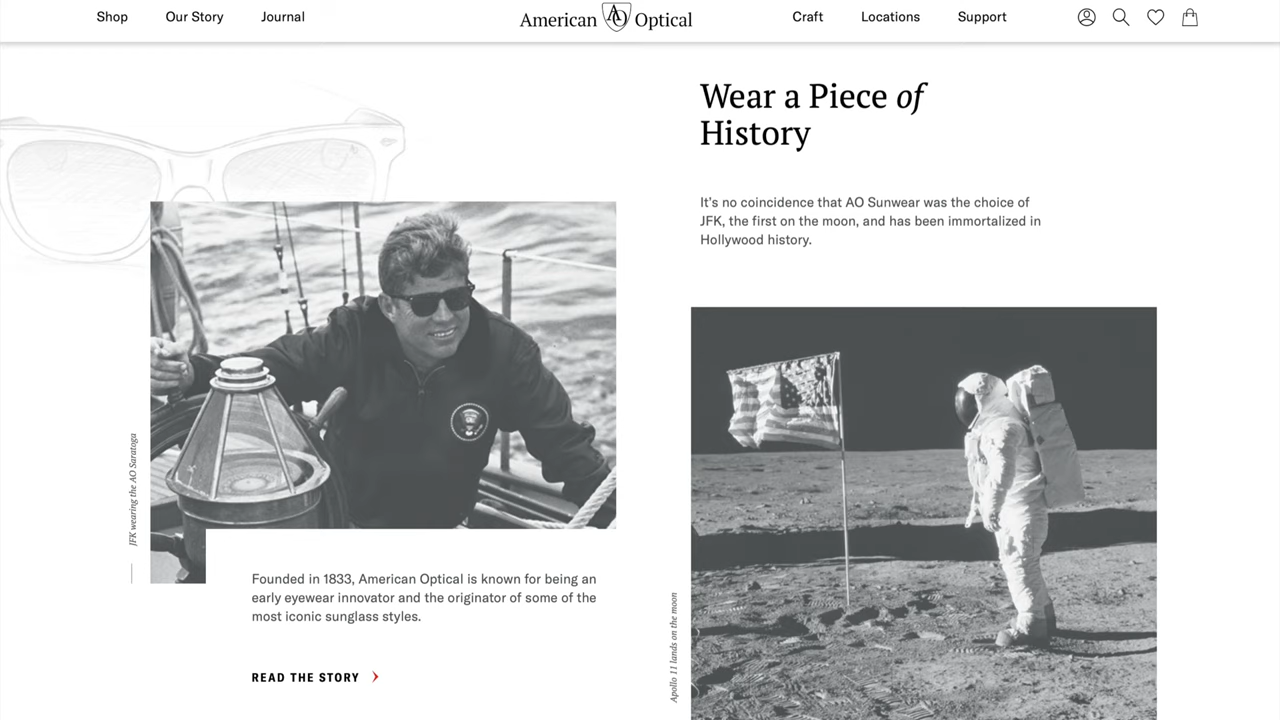 Shop Our Story Journal American AO Optical Craft Locations Support
Wear a Piece of
History
It's no coincidence that AO Sunwear was the choice of
JFK, the first on the moon, and has been immortalized in
Hollywood history.
JFK wearing the AO Saratoga
Founded in 1833, American Optical is known for being an
early eyewear innovator and the originator of some of the
most iconic sunglass styles.
READ THE STORY
Apollo 11 lands on the moon